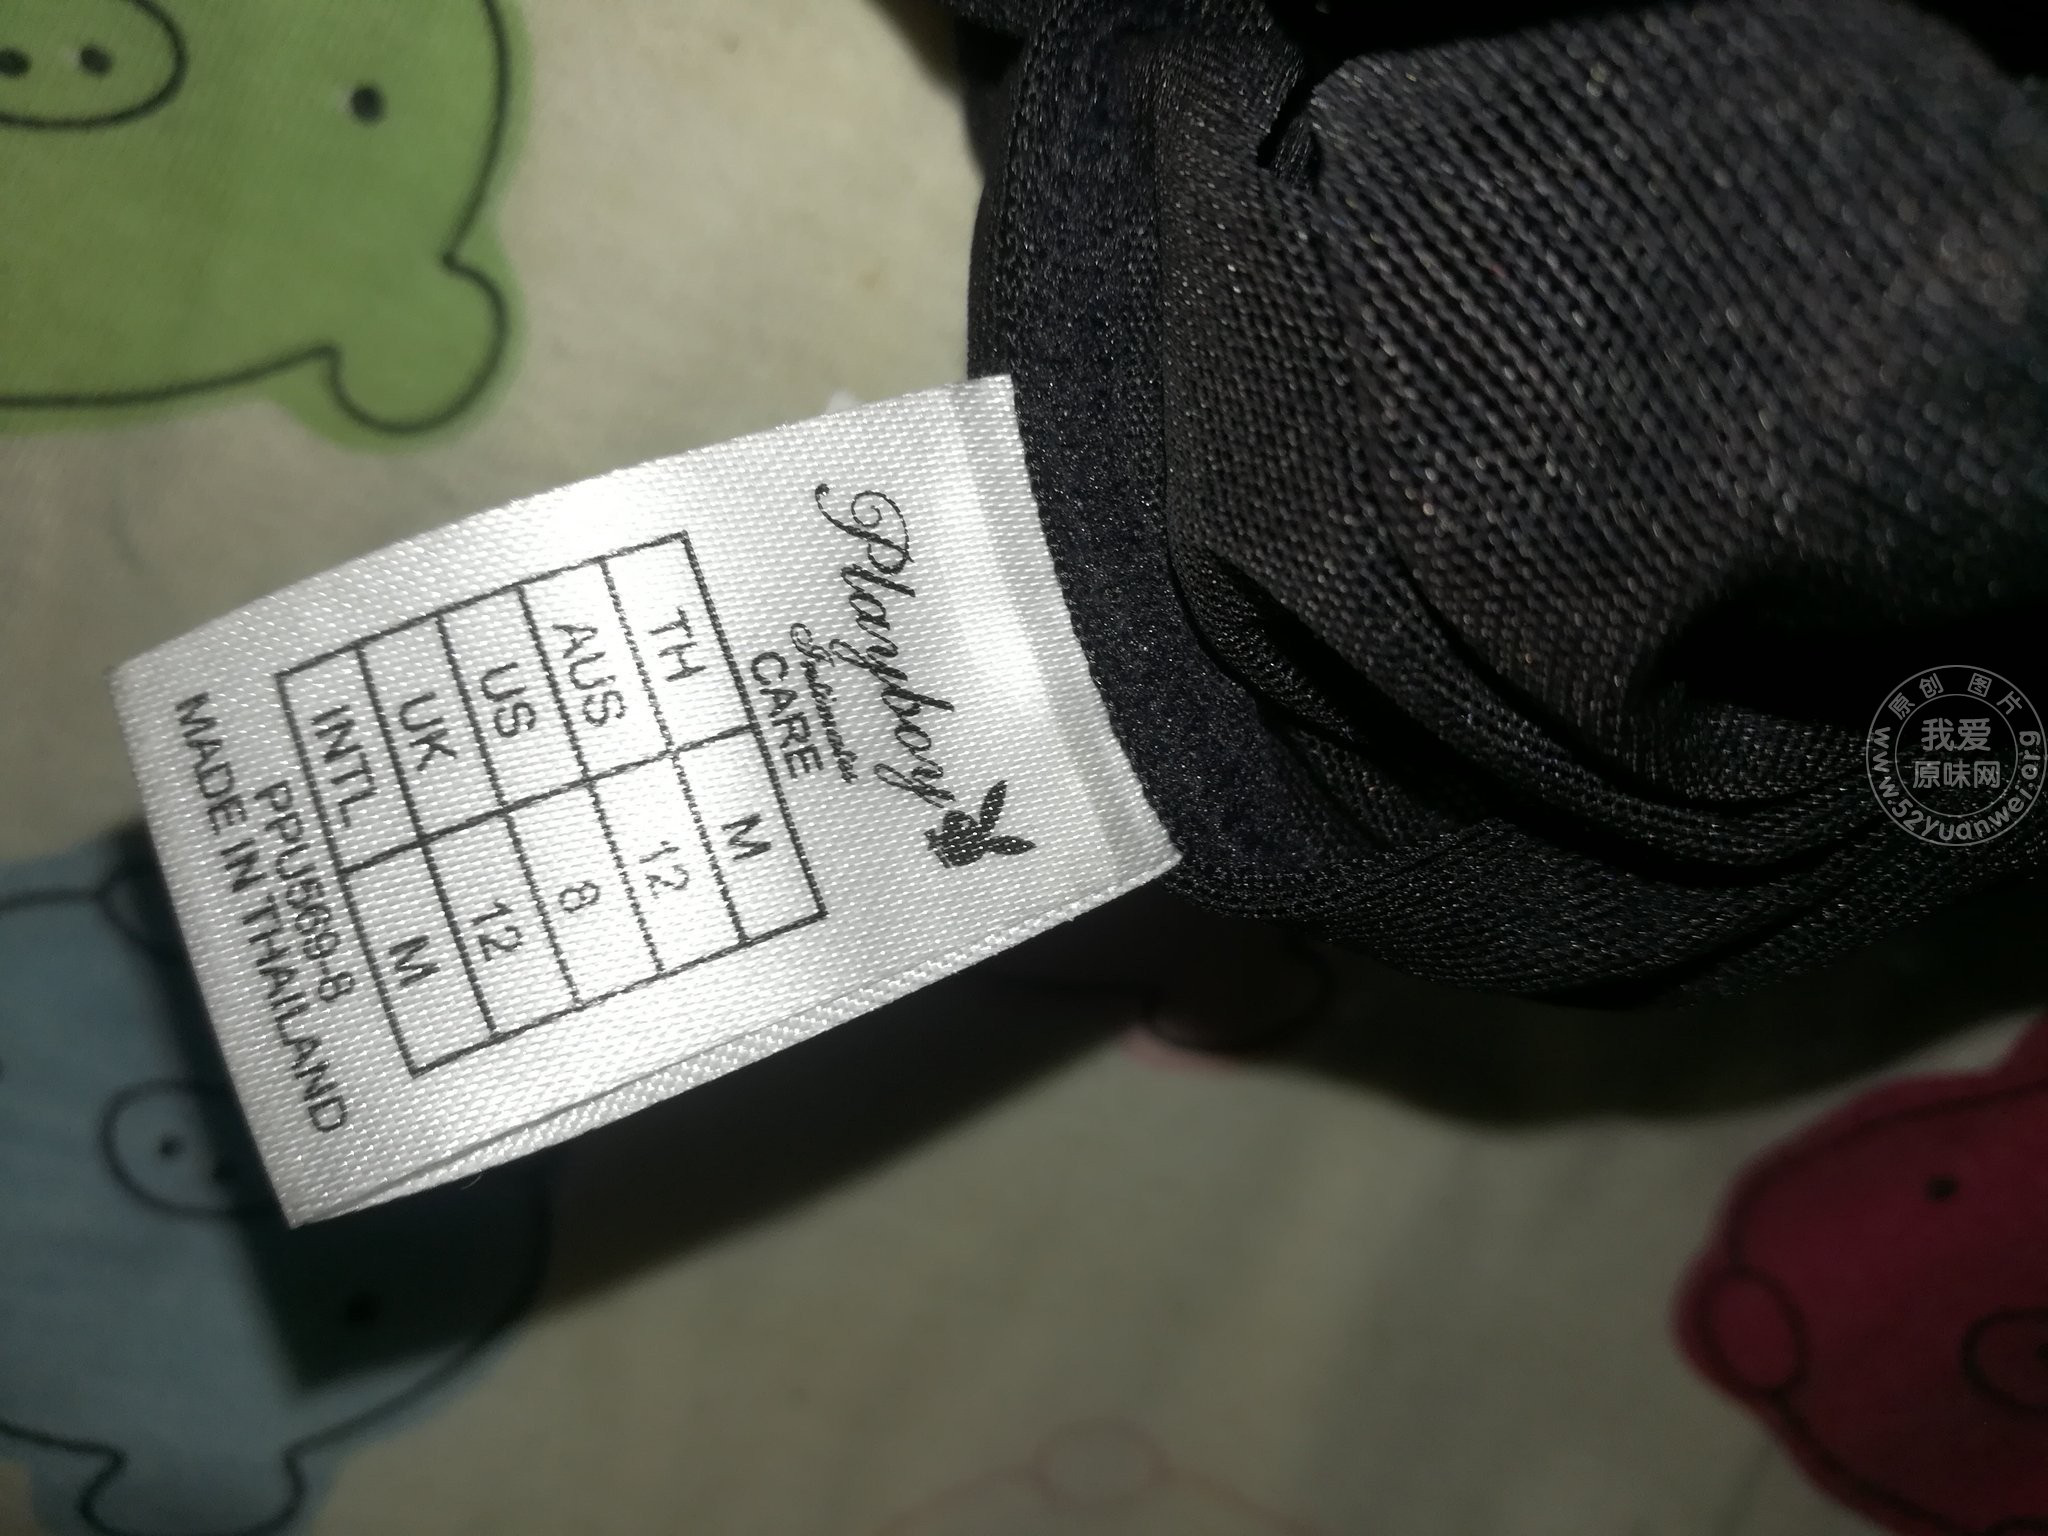 Playboy
Intimates
CARE
TH M
AUS 12
US 8
UK 12
INTL M
PPU569-8
MADE IN THAILAND
原创图片
我爱
原味网
www.52yuanwei.org